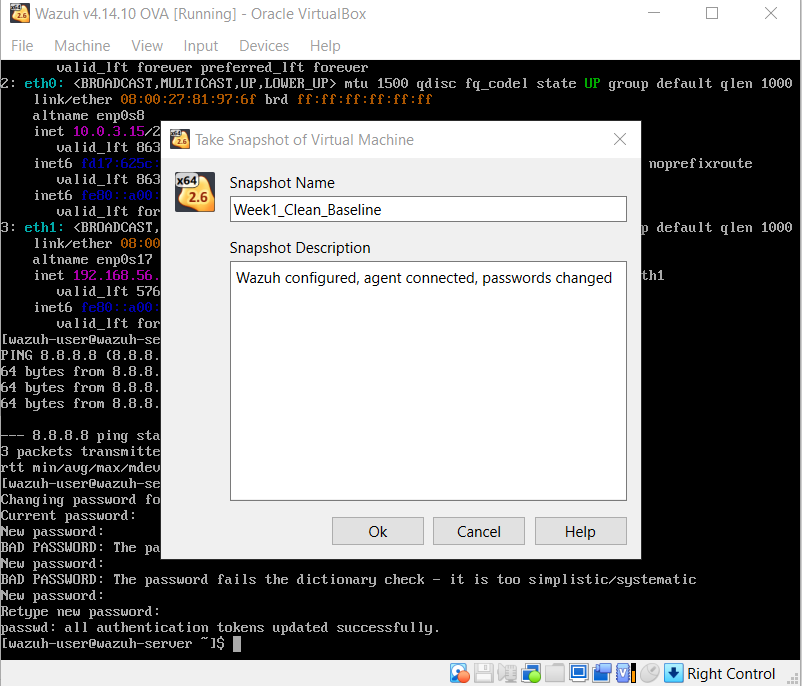 Wazuh v4.14.10 OVA [Running] - Oracle VirtualBox
File Machine View Input Devices Help
valid_lft forever preferred_lft forever
2: eth0: <BROADCAST,MULTICAST,UP,LOWER_UP> mtu 1500 qdisc fq_codel state UP group default qlen 1000
link/ether 08:00:27:81:97:6f brd ff:ff:ff:ff:ff:ff
altname enp0s8
inet 10.0.3.15/2
valid_lft 863
inet6 fd17:625c: noprefixroute
valid_lft 863
inet6 fe80::a00:
valid_lft for
3: eth1: <BROADCAST, p default qlen 1000
link/ether 08:00
altname enp0s17
inet 192.168.56. th1
valid_lft 576
inet6 fe80::a00:
valid_lft for
[wazuh-user@wazuh-se
PING 8.8.8.8 (8.8.8.
64 bytes from 8.8.8.
64 bytes from 8.8.8.
64 bytes from 8.8.8.
--- 8.8.8.8 ping sta
3 packets transmitte
rtt min/avg/max/mdev
[wazuh-user@wazuh-se
Changing password fo
Current password:
New password:
BAD PASSWORD: The pa
New password:
BAD PASSWORD: The password fails the dictionary check - it is too simplistic/systematic
New password:
Retype new password:
passwd: all authentication tokens updated successfully.
[wazuh-user@wazuh-server ~]$
Take Snapshot of Virtual Machine
x64
2.6
Snapshot Name
Week1_Clean_Baseline
Snapshot Description
Wazuh configured, agent connected, passwords changed
Ok Cancel Help
Right Control